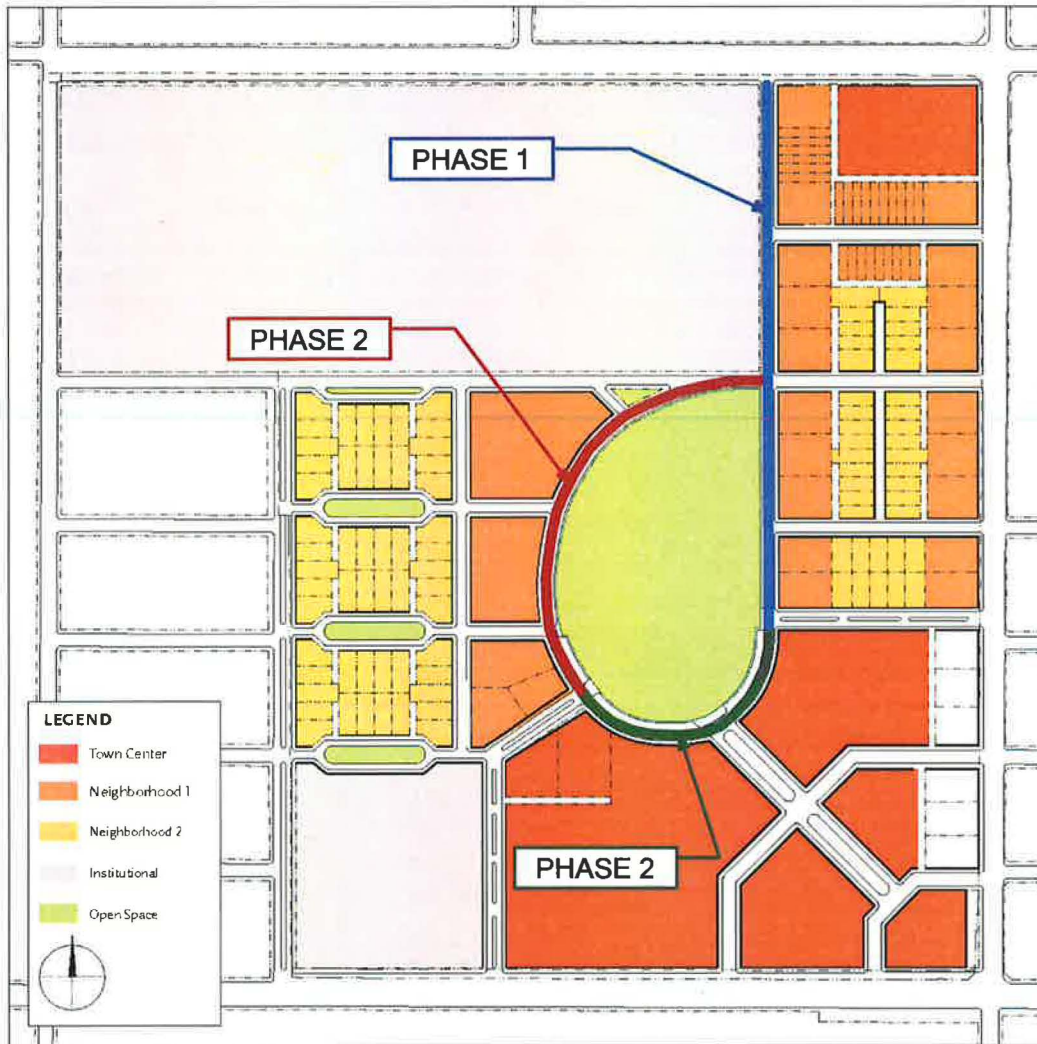 PHASE 1
PHASE 2
PHASE 2
LEGEND
Town Center
Neighborhood 1
Neighborhood 2
Institutional
Open Space